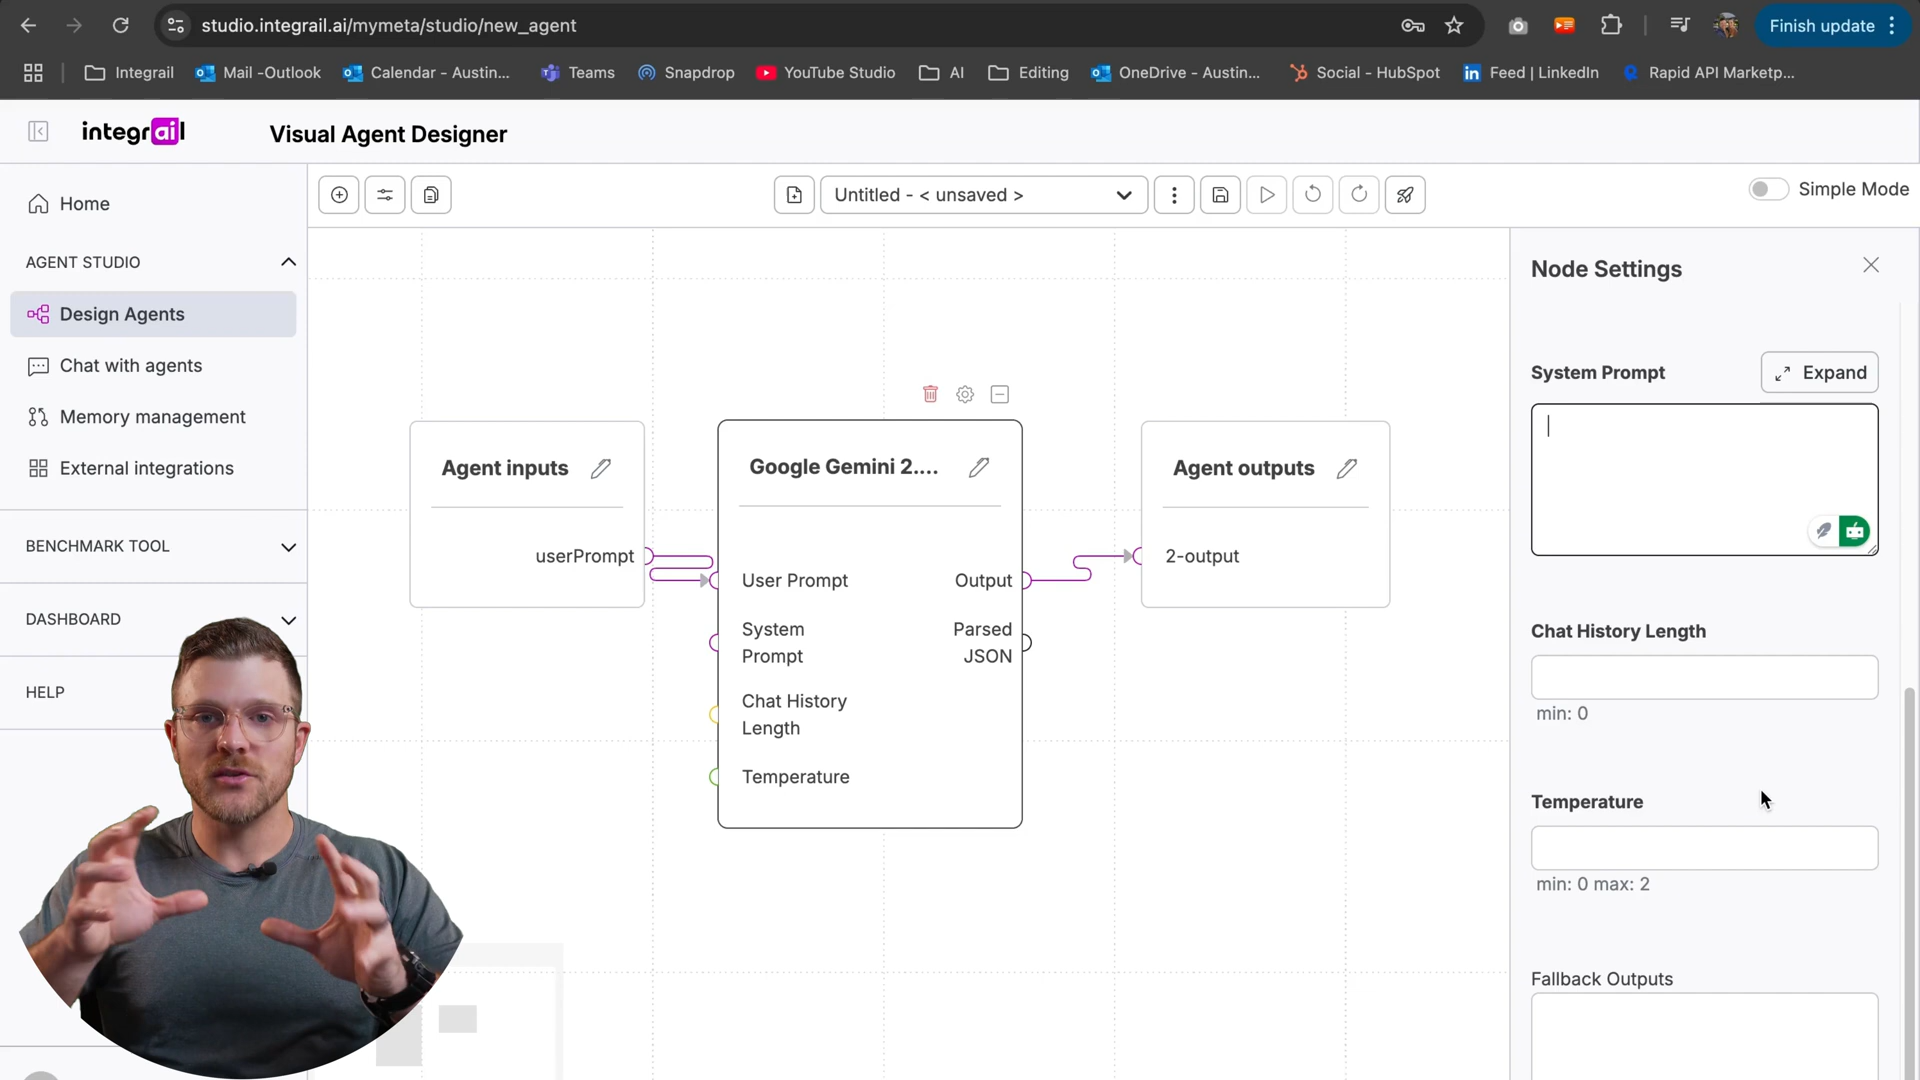 studio.integrail.ai/mymeta/studio/new_agent
Finish update
Integrail
Mail -Outlook
Calendar - Austin...
Teams
Snapdrop
YouTube Studio
AI
Editing
OneDrive - Austin...
Social - HubSpot
Feed | LinkedIn
Rapid API Marketp...
integrail
Visual Agent Designer
Home
AGENT STUDIO
Design Agents
Chat with agents
Memory management
External integrations
BENCHMARK TOOL
DASHBOARD
HELP
Untitled - < unsaved >
Simple Mode
Agent inputs
userPrompt
Google Gemini 2....
User Prompt
Output
System
Prompt
Parsed
JSON
Chat History
Length
Temperature
Agent outputs
2-output
Node Settings
System Prompt
Expand
Chat History Length
min: 0
Temperature
min: 0 max: 2
Fallback Outputs